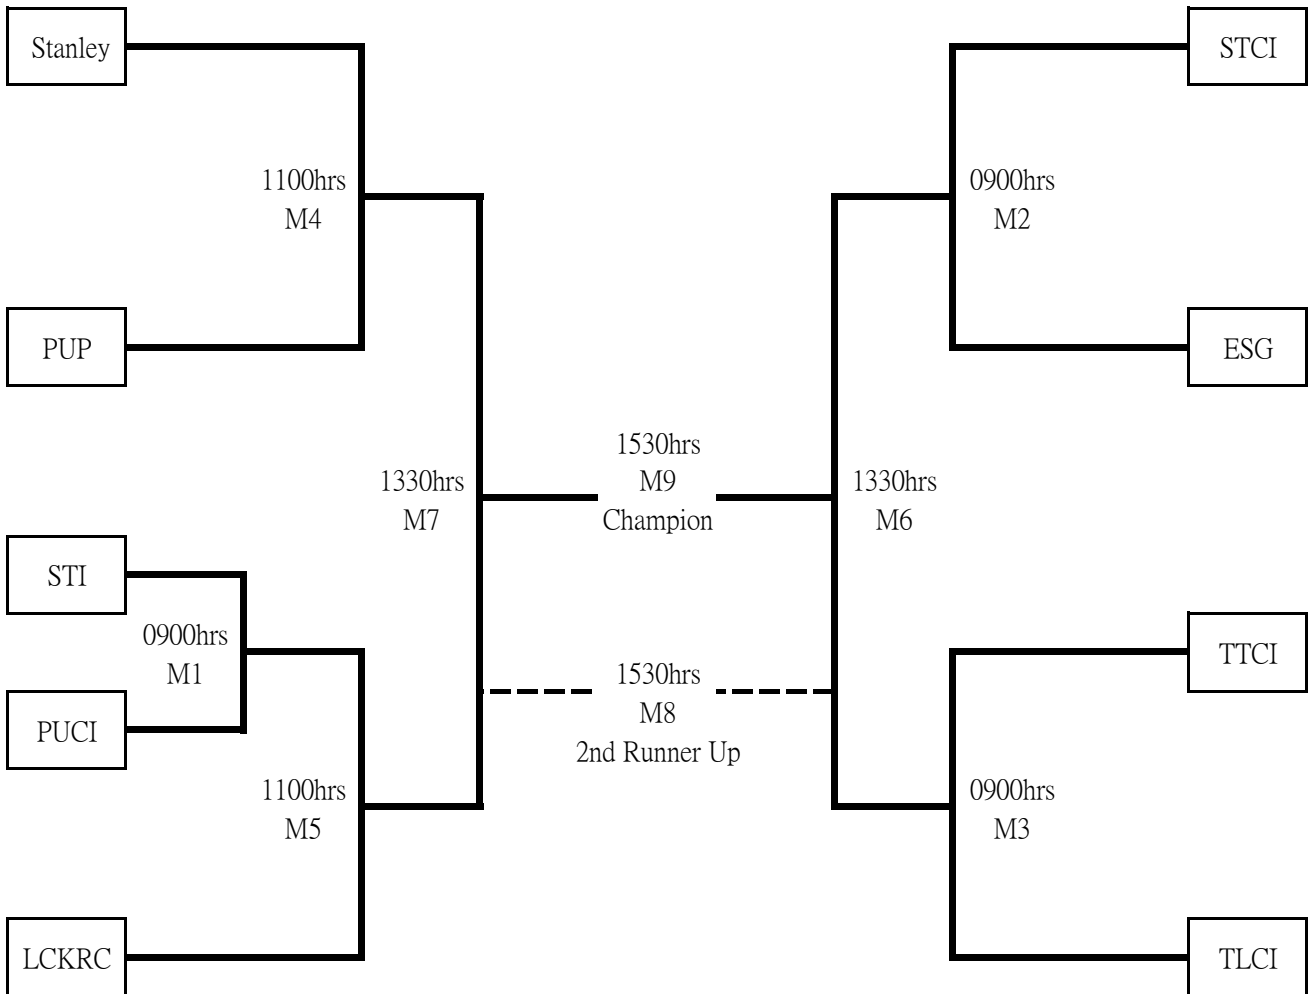 Stanley
STCI
1100hrs
M4
0900hrs
M2
PUP
ESG
1530hrs
M9
Champion
1330hrs
M7
1330hrs
M6
STI
0900hrs
M1
PUCI
TTCI
1530hrs
M8
2nd Runner Up
1100hrs
M5
0900hrs
M3
LCKRC
TLCI